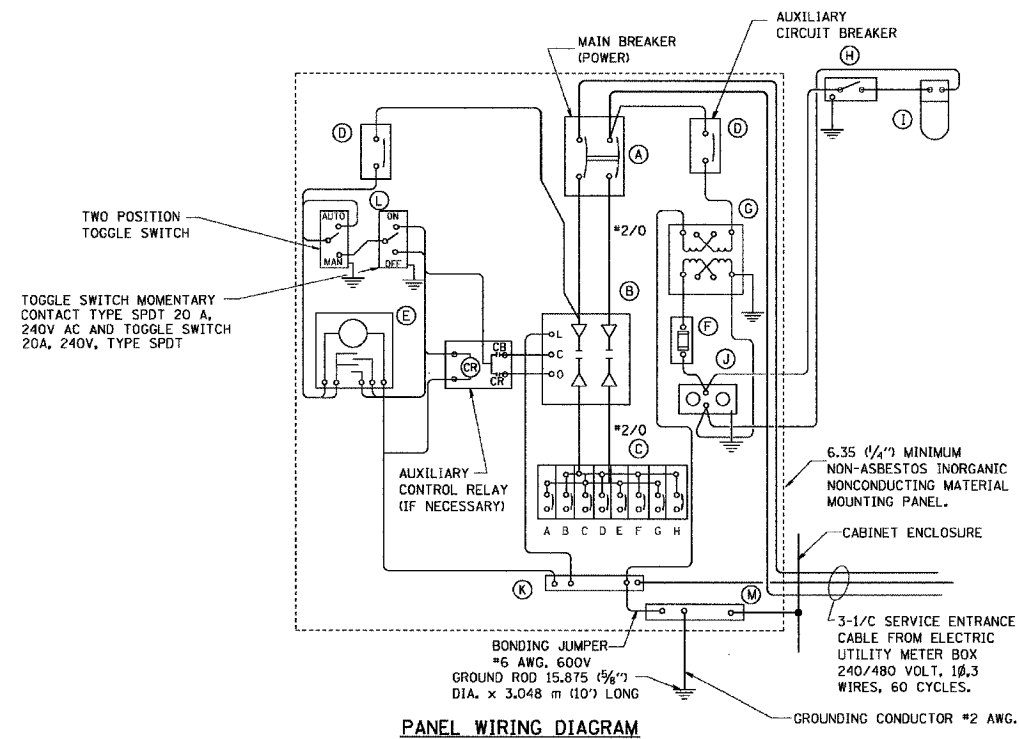 AUXILIARY
CIRCUIT BREAKER
MAIN BREAKER
(POWER)
H
I
D
A
D
L
G
TWO POSITION
TOGGLE SWITCH
AUTO
MAN
ON
OFF
#2/0
B
TOGGLE SWITCH MOMENTARY
CONTACT TYPE SPDT 20 A,
240V AC AND TOGGLE SWITCH
20A, 240V, TYPE SPDT
E
F
L
C
O
CB
CR
CR
J
#2/0
C
AUXILIARY
CONTROL RELAY
(IF NECESSARY)
6.35 (1/4") MINIMUM
NON-ASBESTOS INORGANIC
NONCONDUCTING MATERIAL
MOUNTING PANEL.
A B C D E F G H
CABINET ENCLOSURE
K
M
3-1/C SERVICE ENTRANCE
CABLE FROM ELECTRIC
UTILITY METER BOX
240/480 VOLT, 1Ø,3
WIRES, 60 CYCLES.
BONDING JUMPER
#6 AWG. 600V
GROUND ROD 15.875 (5/8")
DIA. x 3.048 m (10') LONG
GROUNDING CONDUCTOR #2 AWG.
PANEL WIRING DIAGRAM